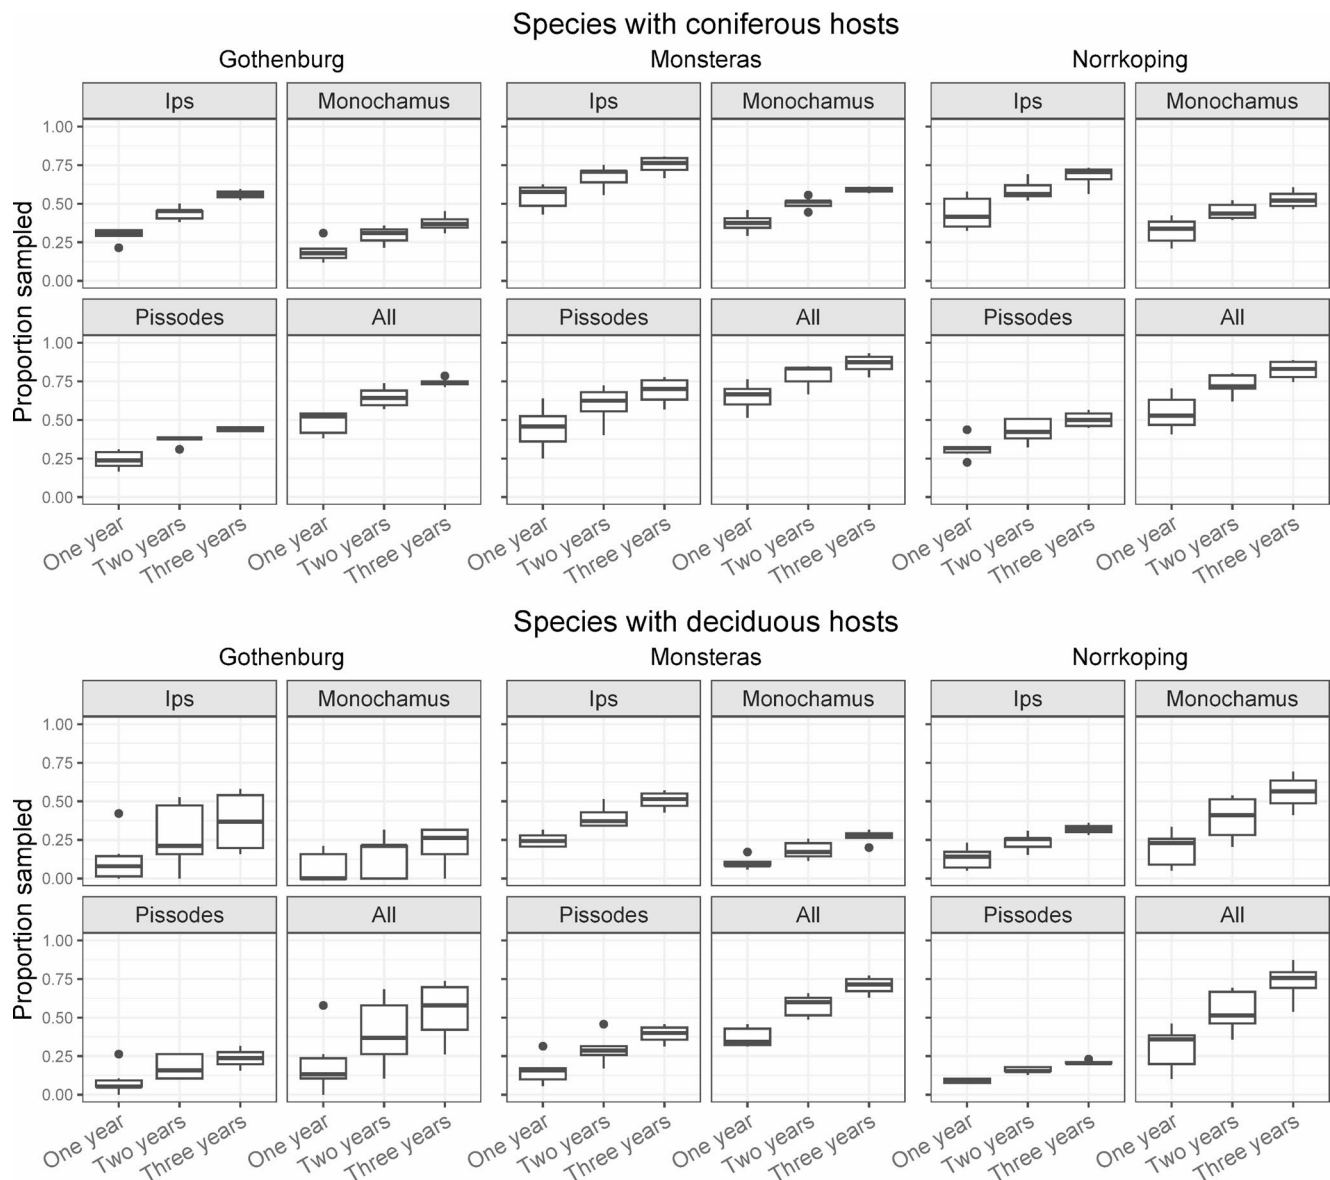 Species with coniferous hosts
Gothenburg Monsteras Norrkoping
Ips Monochamus Ips Monochamus Ips Monochamus
1.00
0.75
0.50
0.25
0.00
Pissodes All Pissodes All Pissodes All
1.00
0.75
0.50
0.25
0.00
Proportion sampled
One year Two years Three years One year Two years Three years One year Two years Three years One year Two years Three years One year Two years Three years One year Two years Three years
Species with deciduous hosts
Gothenburg Monsteras Norrkoping
Ips Monochamus Ips Monochamus Ips Monochamus
1.00
0.75
0.50
0.25
0.00
Pissodes All Pissodes All Pissodes All
1.00
0.75
0.50
0.25
0.00
Proportion sampled
One year Two years Three years One year Two years Three years One year Two years Three years One year Two years Three years One year Two years Three years One year Two years Three years